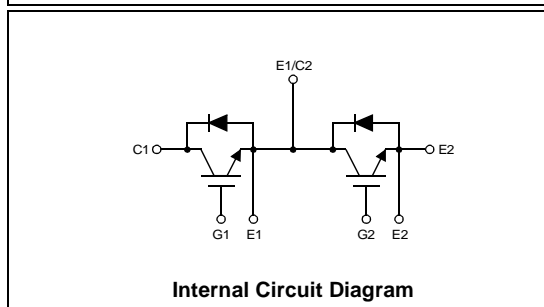 E1/C2
C1
E2
G1
E1
G2
E2
Internal Circuit Diagram